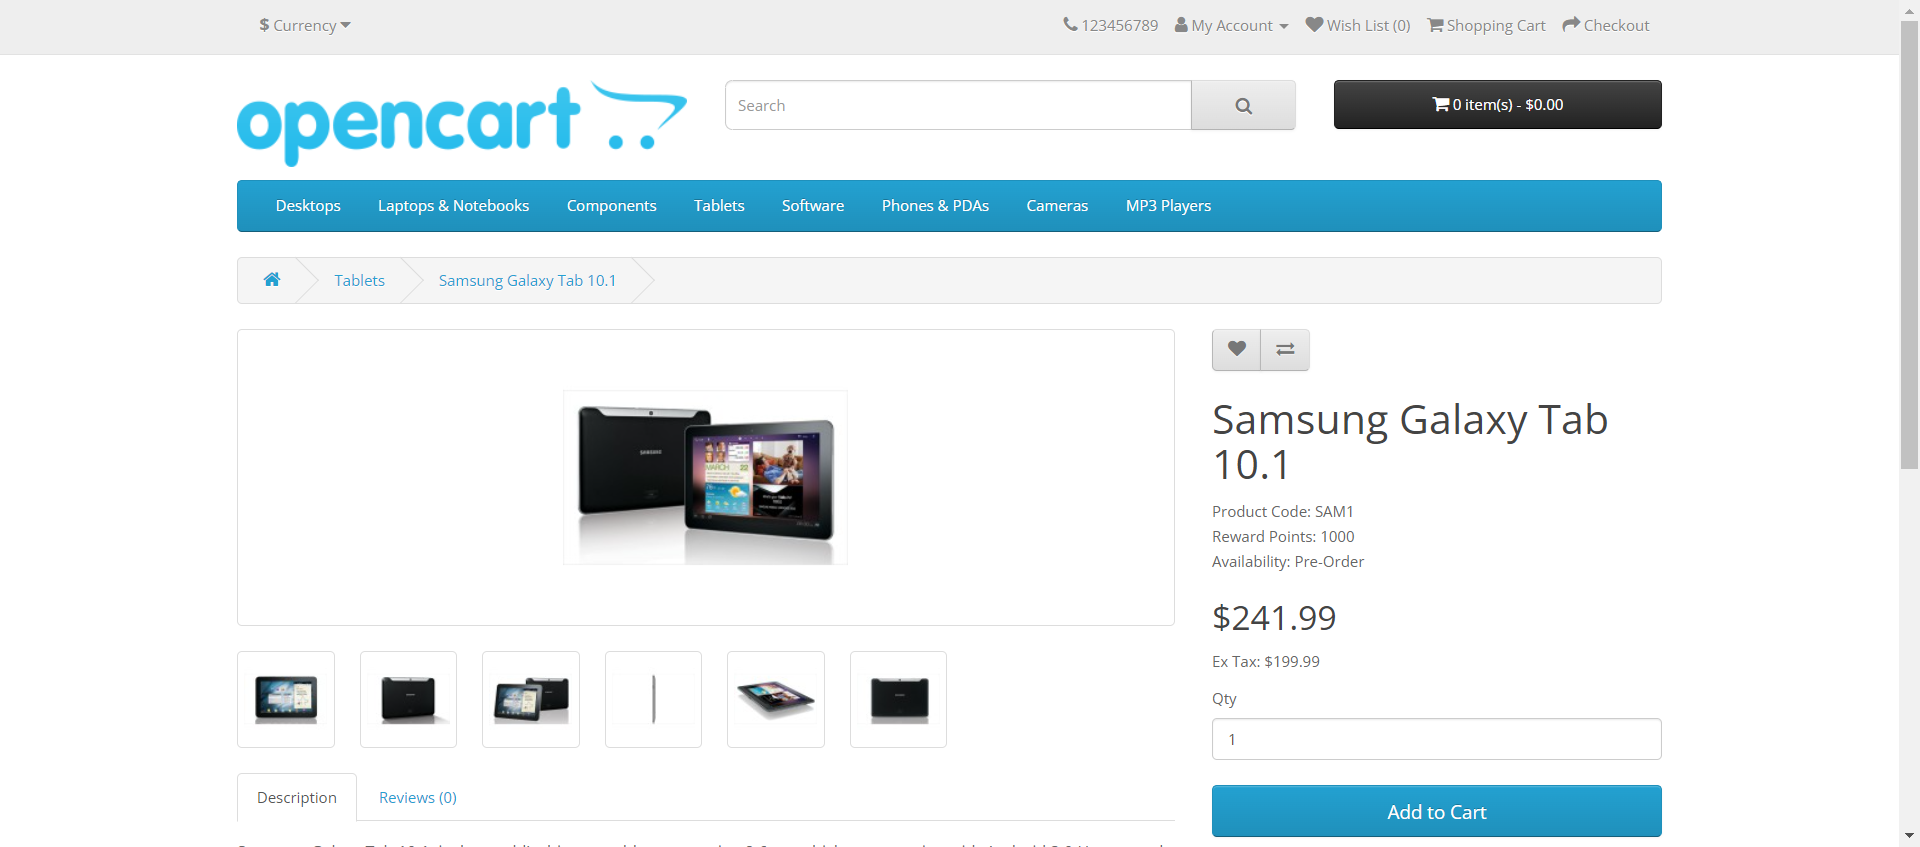 $ Currency
123456789 My Account Wish List (0) Shopping Cart Checkout
opencart
Search
0 item(s) - $0.00
Desktops Laptops & Notebooks Components Tablets Software Phones & PDAs Cameras MP3 Players
Tablets Samsung Galaxy Tab 10.1
SAMSUNG
MARCH 22
Samsung Galaxy Tab
10.1
Product Code: SAM1
Reward Points: 1000
Availability: Pre-Order
$241.99
Ex Tax: $199.99
Qty
1
Add to Cart
Description Reviews (0)